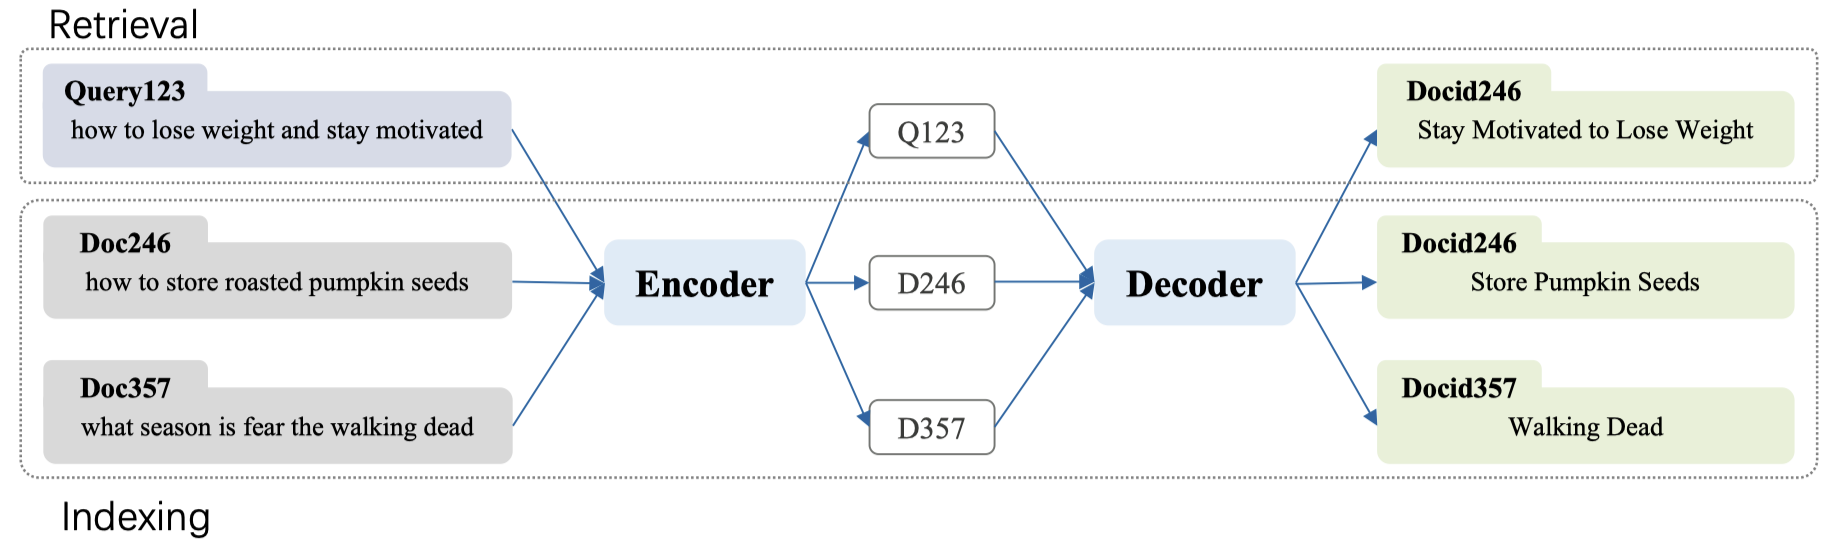 Retrieval
Query123
how to lose weight and stay motivated
Q123
Docid246
Stay Motivated to Lose Weight
Doc246
how to store roasted pumpkin seeds
Encoder
D246
Decoder
Docid246
Store Pumpkin Seeds
Doc357
what season is fear the walking dead
D357
Docid357
Walking Dead
Indexing